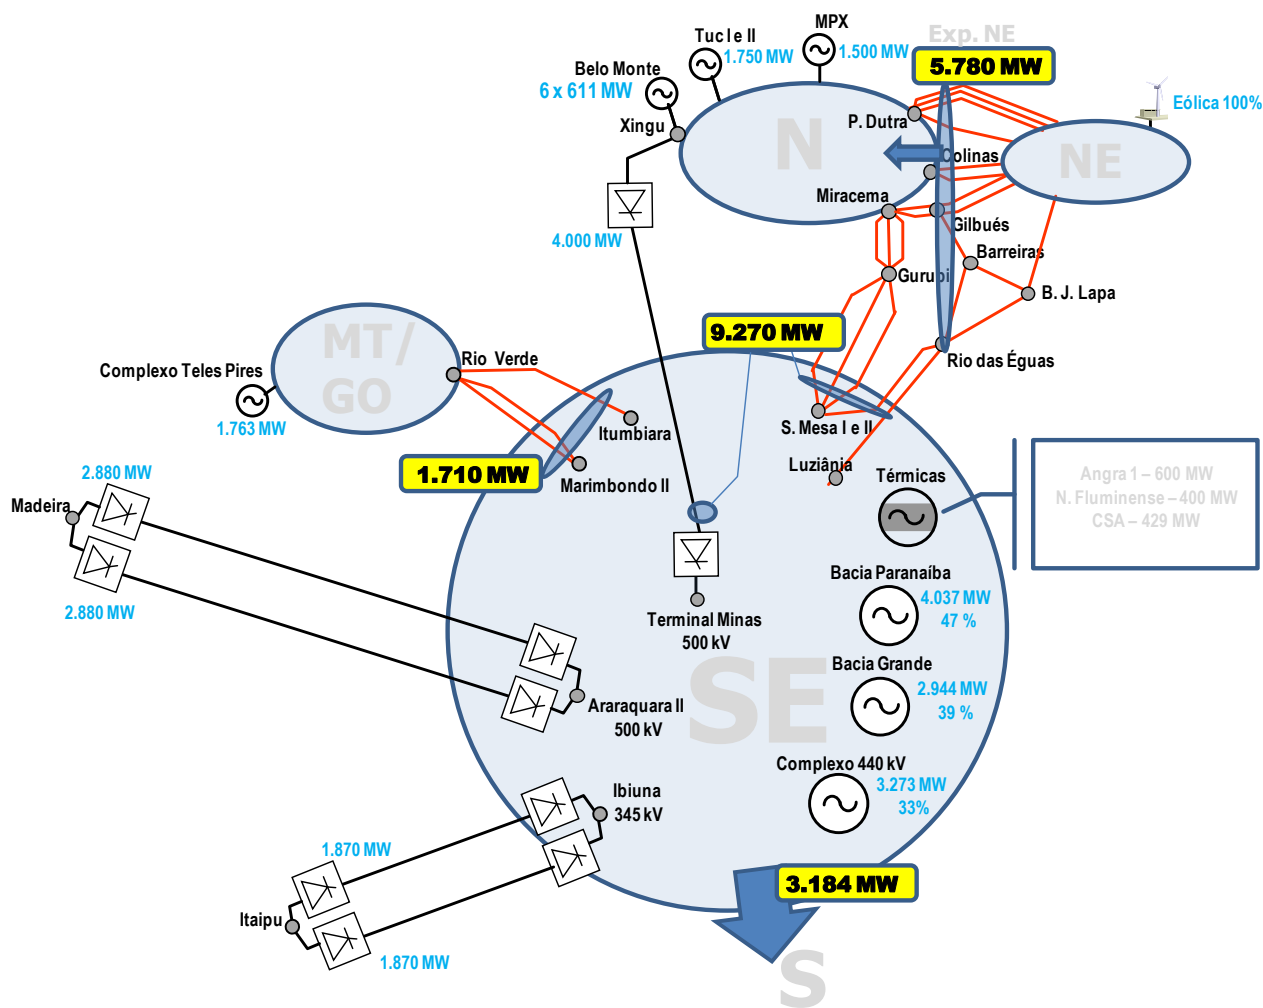 MPX
1.500 MW
Tuc I e II
1.750 MW
Exp. NE
5.780 MW
Belo Monte
6 x 611 MW
Xingu
N
P. Dutra
Eólica 100%
NE
Colinas
Miracema
Gilbués
4.000 MW
Barreiras
Gurupi
B. J. Lapa
9.270 MW
MT/
GO
Rio Verde
Rio das Éguas
Complexo Teles Pires
1.763 MW
Itumbiara
S. Mesa I e II
1.710 MW
Marimbondo II
Luziânia
Térmicas
Angra 1 – 600 MW
N. Fluminense – 400 MW
CSA – 429 MW
2.880 MW
Madeira
2.880 MW
Bacia Paranaíba
4.037 MW
47 %
Terminal Minas
500 kV
SE
Bacia Grande
2.944 MW
39 %
Araraquara II
500 kV
Complexo 440 kV
3.273 MW
33%
Ibiuna
345 kV
1.870 MW
3.184 MW
Itaipu
1.870 MW
S